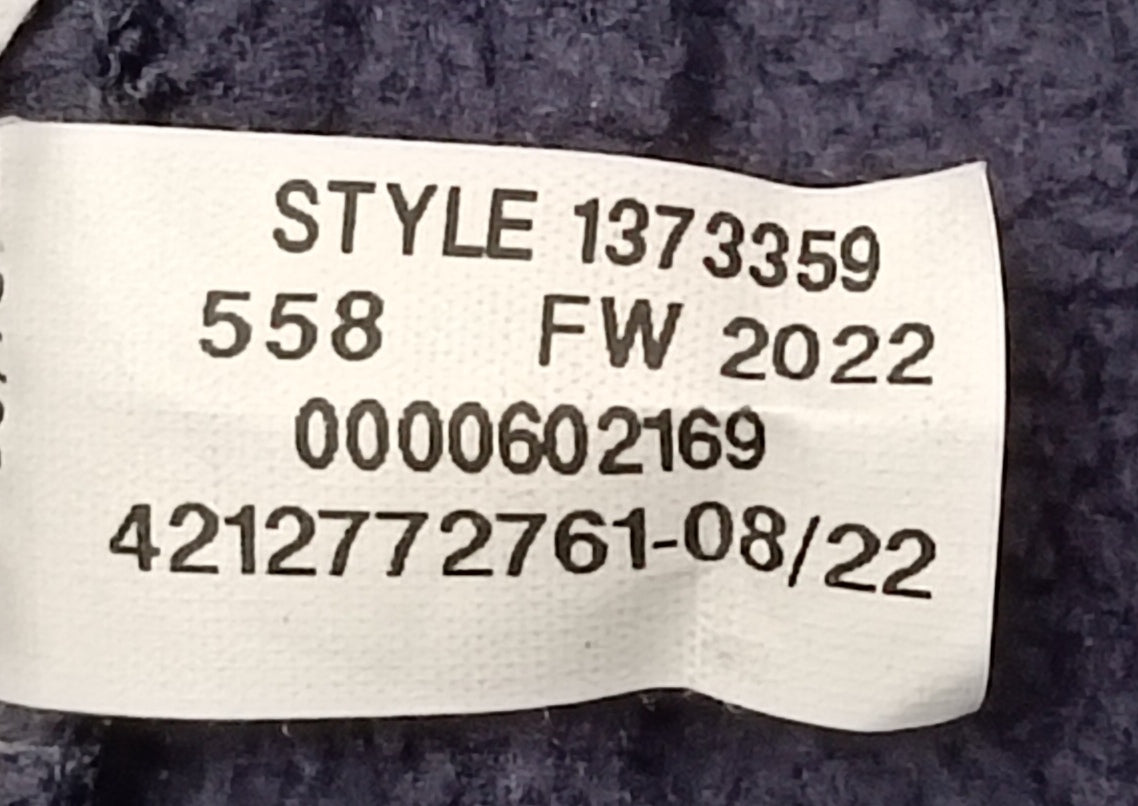 STYLE 1373359
558 FW 2022
0000602169
4212772761-08/22